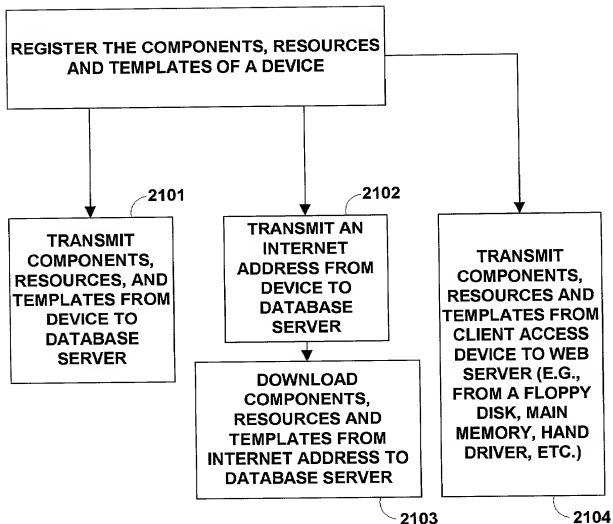 REGISTER THE COMPONENTS, RESOURCES
AND TEMPLATES OF A DEVICE
2101
TRANSMIT
COMPONENTS,
RESOURCES, AND
TEMPLATES FROM
DEVICE TO
DATABASE
SERVER
2102
TRANSMIT AN
INTERNET
ADDRESS FROM
DEVICE TO
DATABASE
SERVER
DOWNLOAD
COMPONENTS,
RESOURCES AND
TEMPLATES FROM
INTERNET ADDRESS TO
DATABASE SERVER
2103
TRANSMIT
COMPONENTS,
RESOURCES AND
TEMPLATES FROM
CLIENT ACCESS
DEVICE TO WEB
SERVER (E.G.,
FROM A FLOPPY
DISK, MAIN
MEMORY, HAND
DRIVER, ETC.)
2104